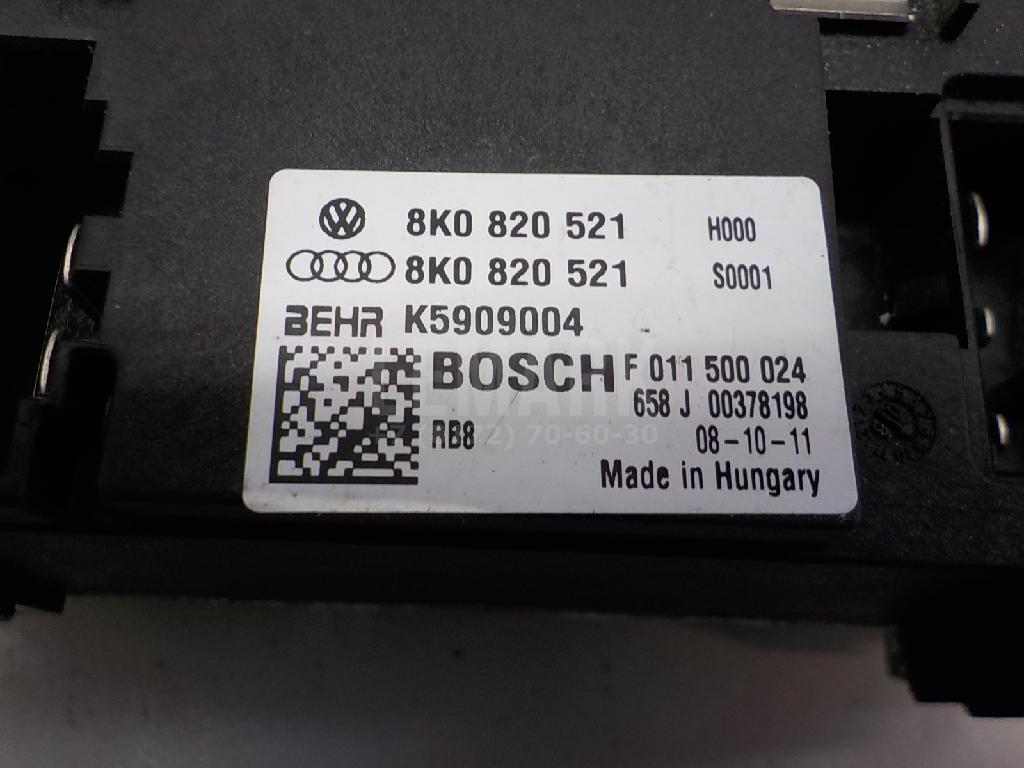 8K0 820 521 H000
8K0 820 521 S0001
BEHR K5909004
BOSCH F 011 500 024
658 J 00378198
RB8 08-10-11
Made in Hungary